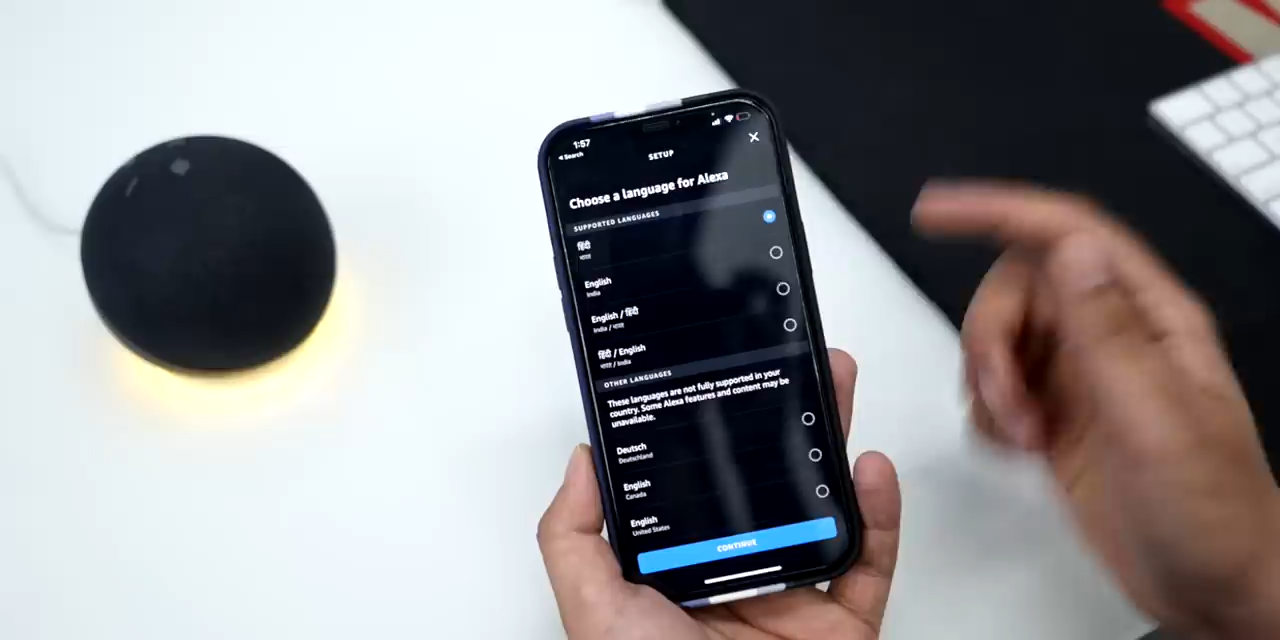 1:57
Search
SETUP
Choose a language for Alexa
SUPPORTED LANGUAGES
हिंदी
भारत
English
India
English / हिंदी
India / भारत
हिंदी / English
भारत / India
OTHER LANGUAGES
These languages are not fully supported in your
country. Some Alexa features and content may be
unavailable.
Deutsch
Deutschland
English
Canada
English
United States
CONTINUE